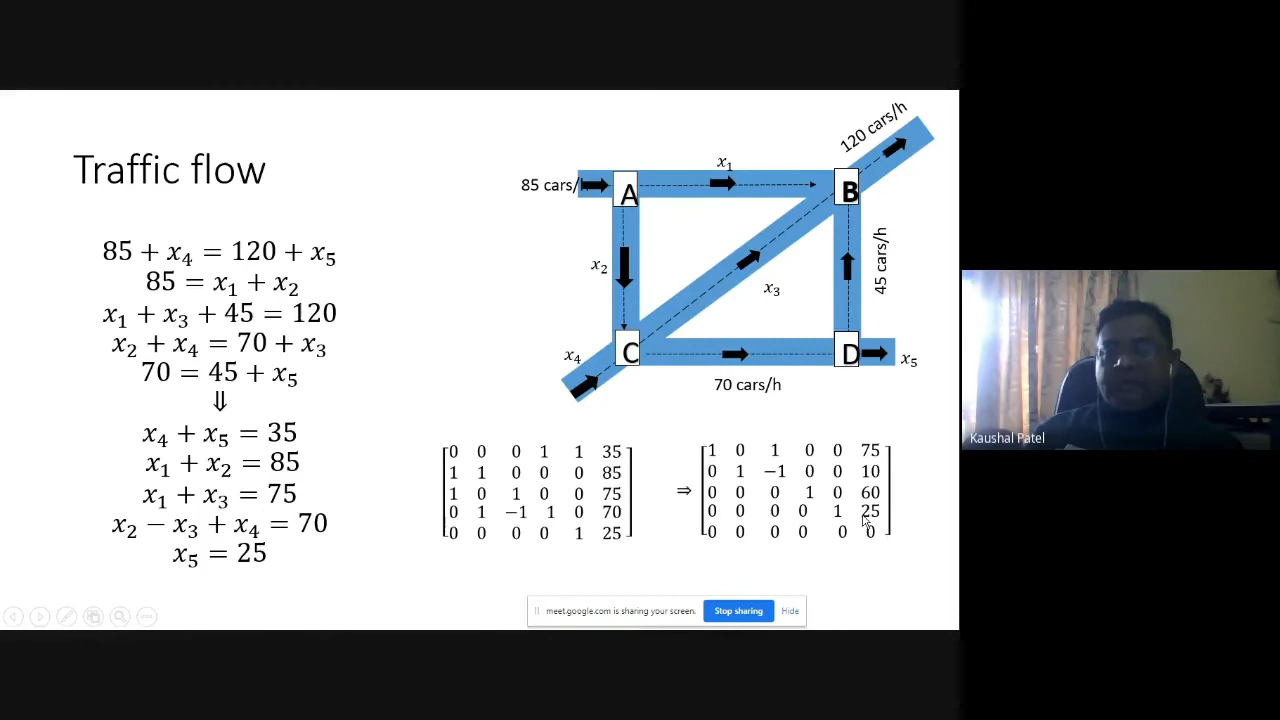 Traffic flow
85 + x₄ = 120 + x₅
85 = x₁ + x₂
x₁ + x₃ + 45 = 120
x₂ + x₄ = 70 + x₃
70 = 45 + x₅
⇓
x₄ + x₅ = 35
x₁ + x₂ = 85
x₁ + x₃ = 75
x₂ − x₃ + x₄ = 70
x₅ = 25
120 cars/h
x₁
85 cars/
A
B
x₂
45 cars/h
x₃
x₄
C
D
x₅
70 cars/h
0 0 0 1 1 35
1 1 0 0 0 85
1 0 1 0 0 75
0 1 −1 1 0 70
0 0 0 0 1 25
⇒
1 0 1 0 0 75
0 1 −1 0 0 10
0 0 0 1 0 60
0 0 0 0 1 25
0 0 0 0 0 0
meet.google.com is sharing your screen.
Stop sharing
Hide
Kaushal Patel